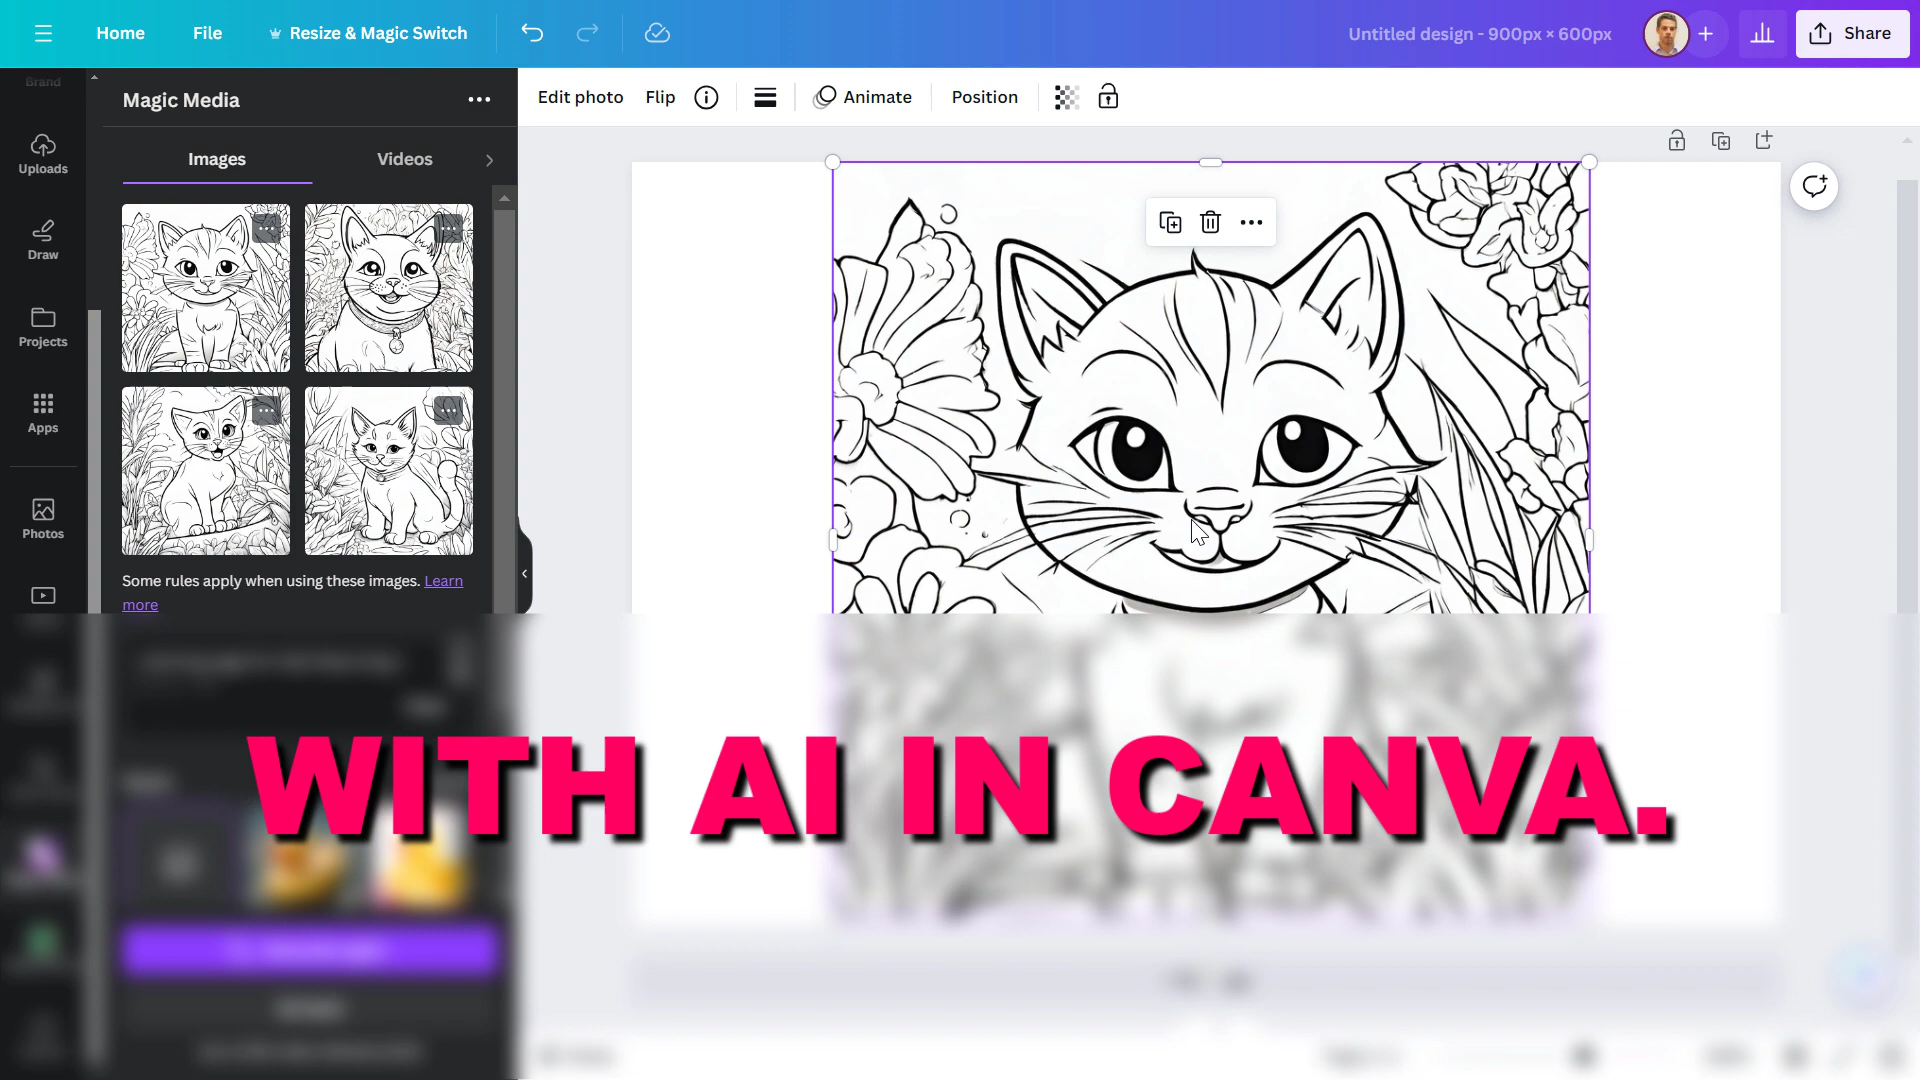 Home
File
Resize & Magic Switch
Untitled design - 900px × 600px
Share
Brand
Magic Media
Edit photo
Flip
Animate
Position
Images
Videos
Uploads
Draw
Projects
Apps
Photos
Some rules apply when using these images. Learn
more
WITH AI IN CANVA.